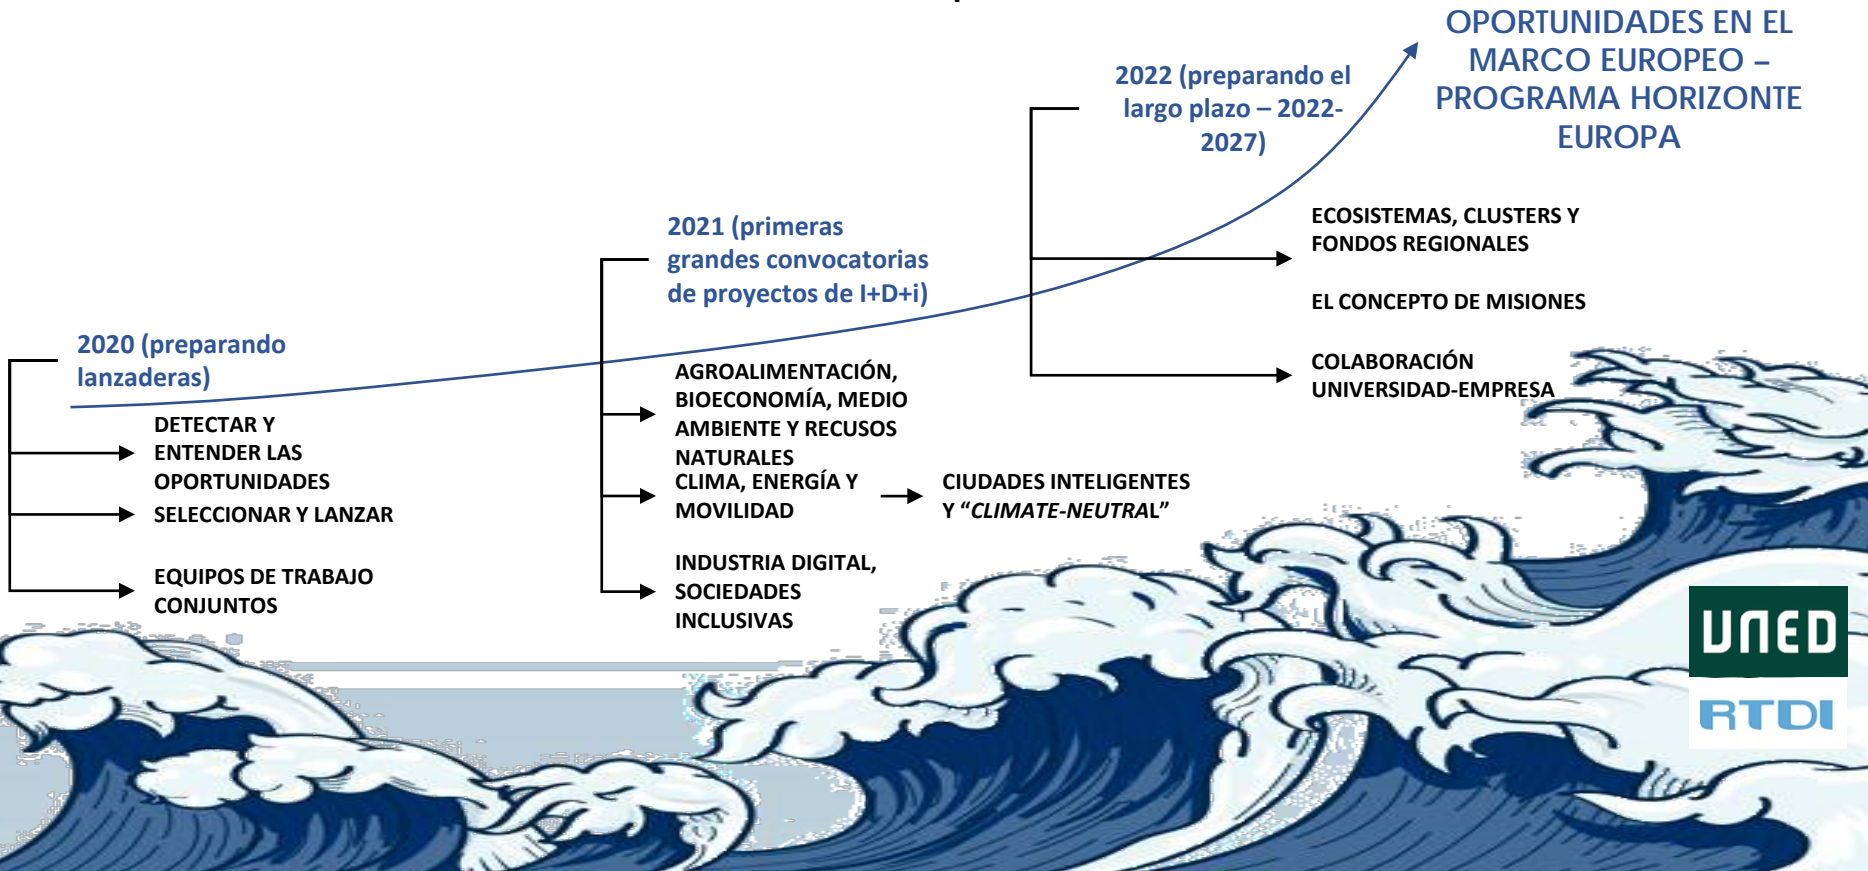 OPORTUNIDADES EN EL
MARCO EUROPEO –
PROGRAMA HORIZONTE
EUROPA
2020 (preparando
lanzaderas)
DETECTAR Y
ENTENDER LAS
OPORTUNIDADES
SELECCIONAR Y LANZAR
EQUIPOS DE TRABAJO
CONJUNTOS
2021 (primeras
grandes convocatorias
de proyectos de I+D+i)
AGROALIMENTACIÓN,
BIOECONOMÍA, MEDIO
AMBIENTE Y RECUSOS
NATURALES
CLIMA, ENERGÍA Y
MOVILIDAD
CIUDADES INTELIGENTES
Y “CLIMATE-NEUTRAL”
INDUSTRIA DIGITAL,
SOCIEDADES
INCLUSIVAS
2022 (preparando el
largo plazo – 2022-
2027)
ECOSISTEMAS, CLUSTERS Y
FONDOS REGIONALES
EL CONCEPTO DE MISIONES
COLABORACIÓN
UNIVERSIDAD-EMPRESA
UNED
RTDI